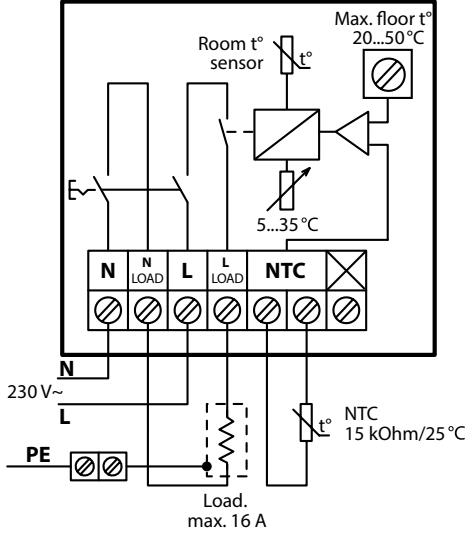 Max. floor t°
20...50 °C
Room t°
sensor
t°
5...35 °C
N
N
LOAD
L
L
LOAD
NTC
N
230 V~
L
PE
t°
NTC
15 kOhm/25 °C
Load.
max. 16 A